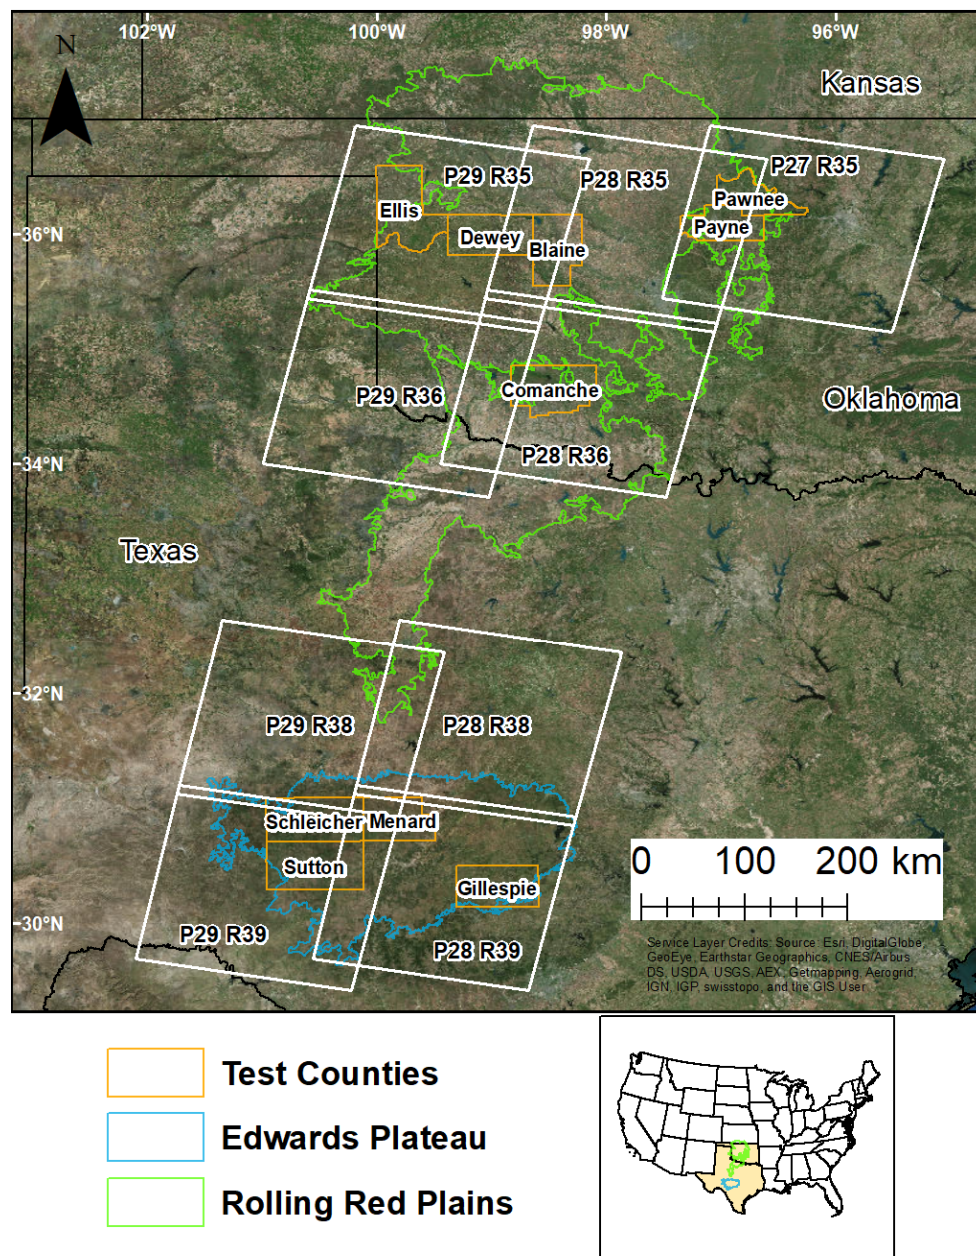 102°W 100°W 98°W 96°W
N
Kansas
P29 R35 P28 R35 P27 R35
Pawnee
Ellis
Payne
Dewey
Blaine
36°N
Comanche
P29 R36
Oklahoma
P28 R36
34°N
Texas
32°N
P29 R38 P28 R38
Schleicher Menard
Sutton
Gillespie
0 100 200 km
30°N
P29 R39
P28 R39
Service Layer Credits: Source: Esri, DigitalGlobe,
GeoEye, Earthstar Geographics, CNES/Airbus
DS, USDA, USGS, AEX, Getmapping, Aerogrid,
IGN, IGP, swisstopo, and the GIS User
Test Counties
Edwards Plateau
Rolling Red Plains